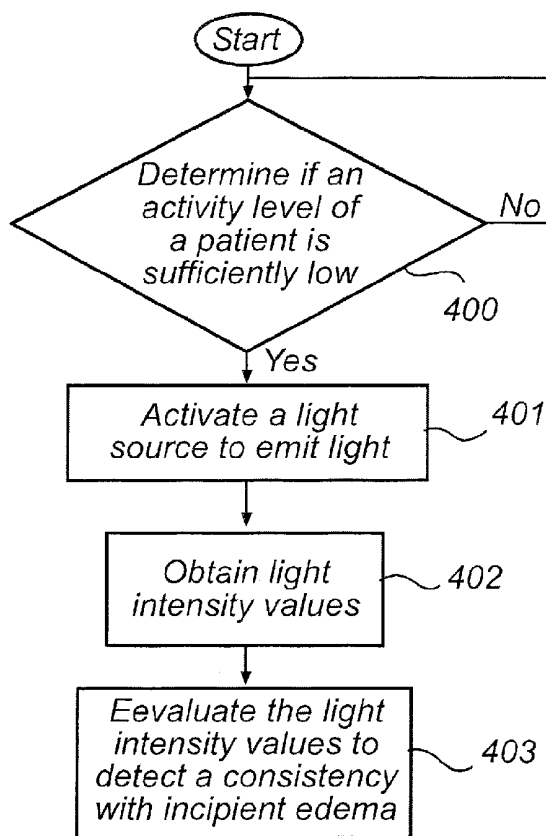 Start
Determine if an
activity level of
a patient is
sufficiently low
No
400
Yes
Activate a light
source to emit light
401
Obtain light
intensity values
402
Eevaluate the light
intensity values to
detect a consistency
with incipient edema
403